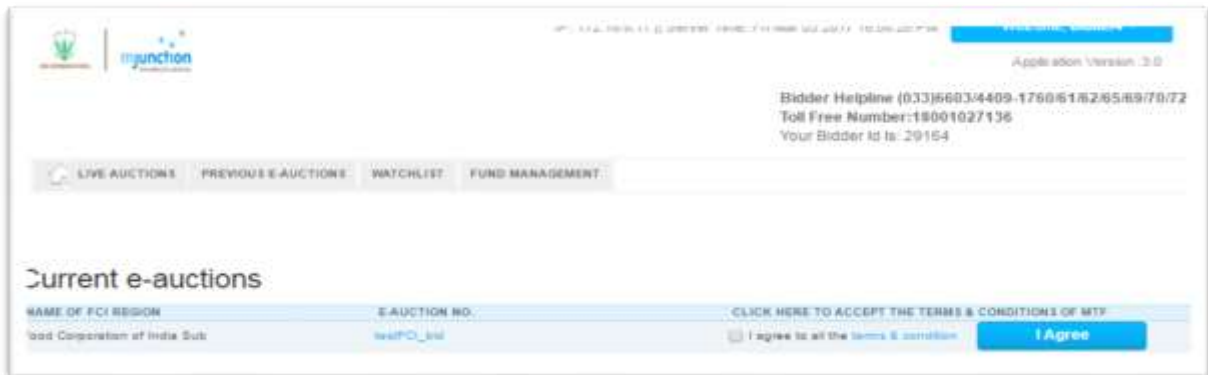 mjunction
Application Version :3.0
Bidder Helpline (033)6603/4409-1760/61/62/65/69/70/72
Toll Free Number:18001027136
Your Bidder Id Is: 29164
LIVE AUCTIONS PREVIOUS E-AUCTIONS WATCHLIST FUND MANAGEMENT
Current e-auctions
NAME OF FCI REGION E-AUCTION NO. CLICK HERE TO ACCEPT THE TERMS & CONDITIONS OF MTF
Food Corporation of India Sub testFCI_bid I agree to all the terms & condition I Agree